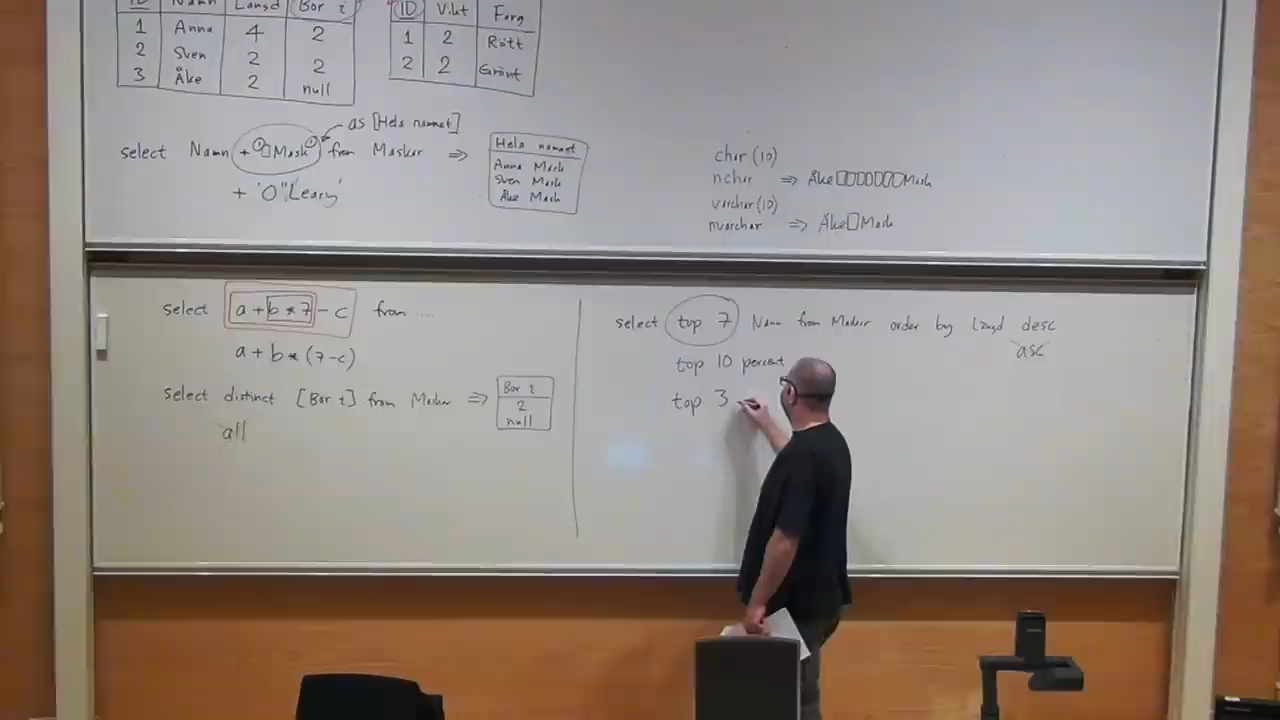 ID Namn Längd Bor i
1 Anna 4 2
2 Sven 2 2
3 Åke 2 null
ID Vikt Färg
1 2 Rött
2 2 Grönt
as [Hela namnet]
select Namn + '□Mask' from Maskar ⇒
+ 'O''Leary'
Hela namnet
Anna Mask
Sven Mask
Åke Mask
char (10)
nchar ⇒ Åke□□□□□□□Mask
varchar (10)
nvarchar ⇒ Åke□Mask
select a + b * 7 - c from ....
a + b * (7 - c)
select distinct [Bor i] from Maskar ⇒
all
Bor i
2
null
select top 7 Namn from Maskar order by längd desc
asc
top 10 percent
top 3